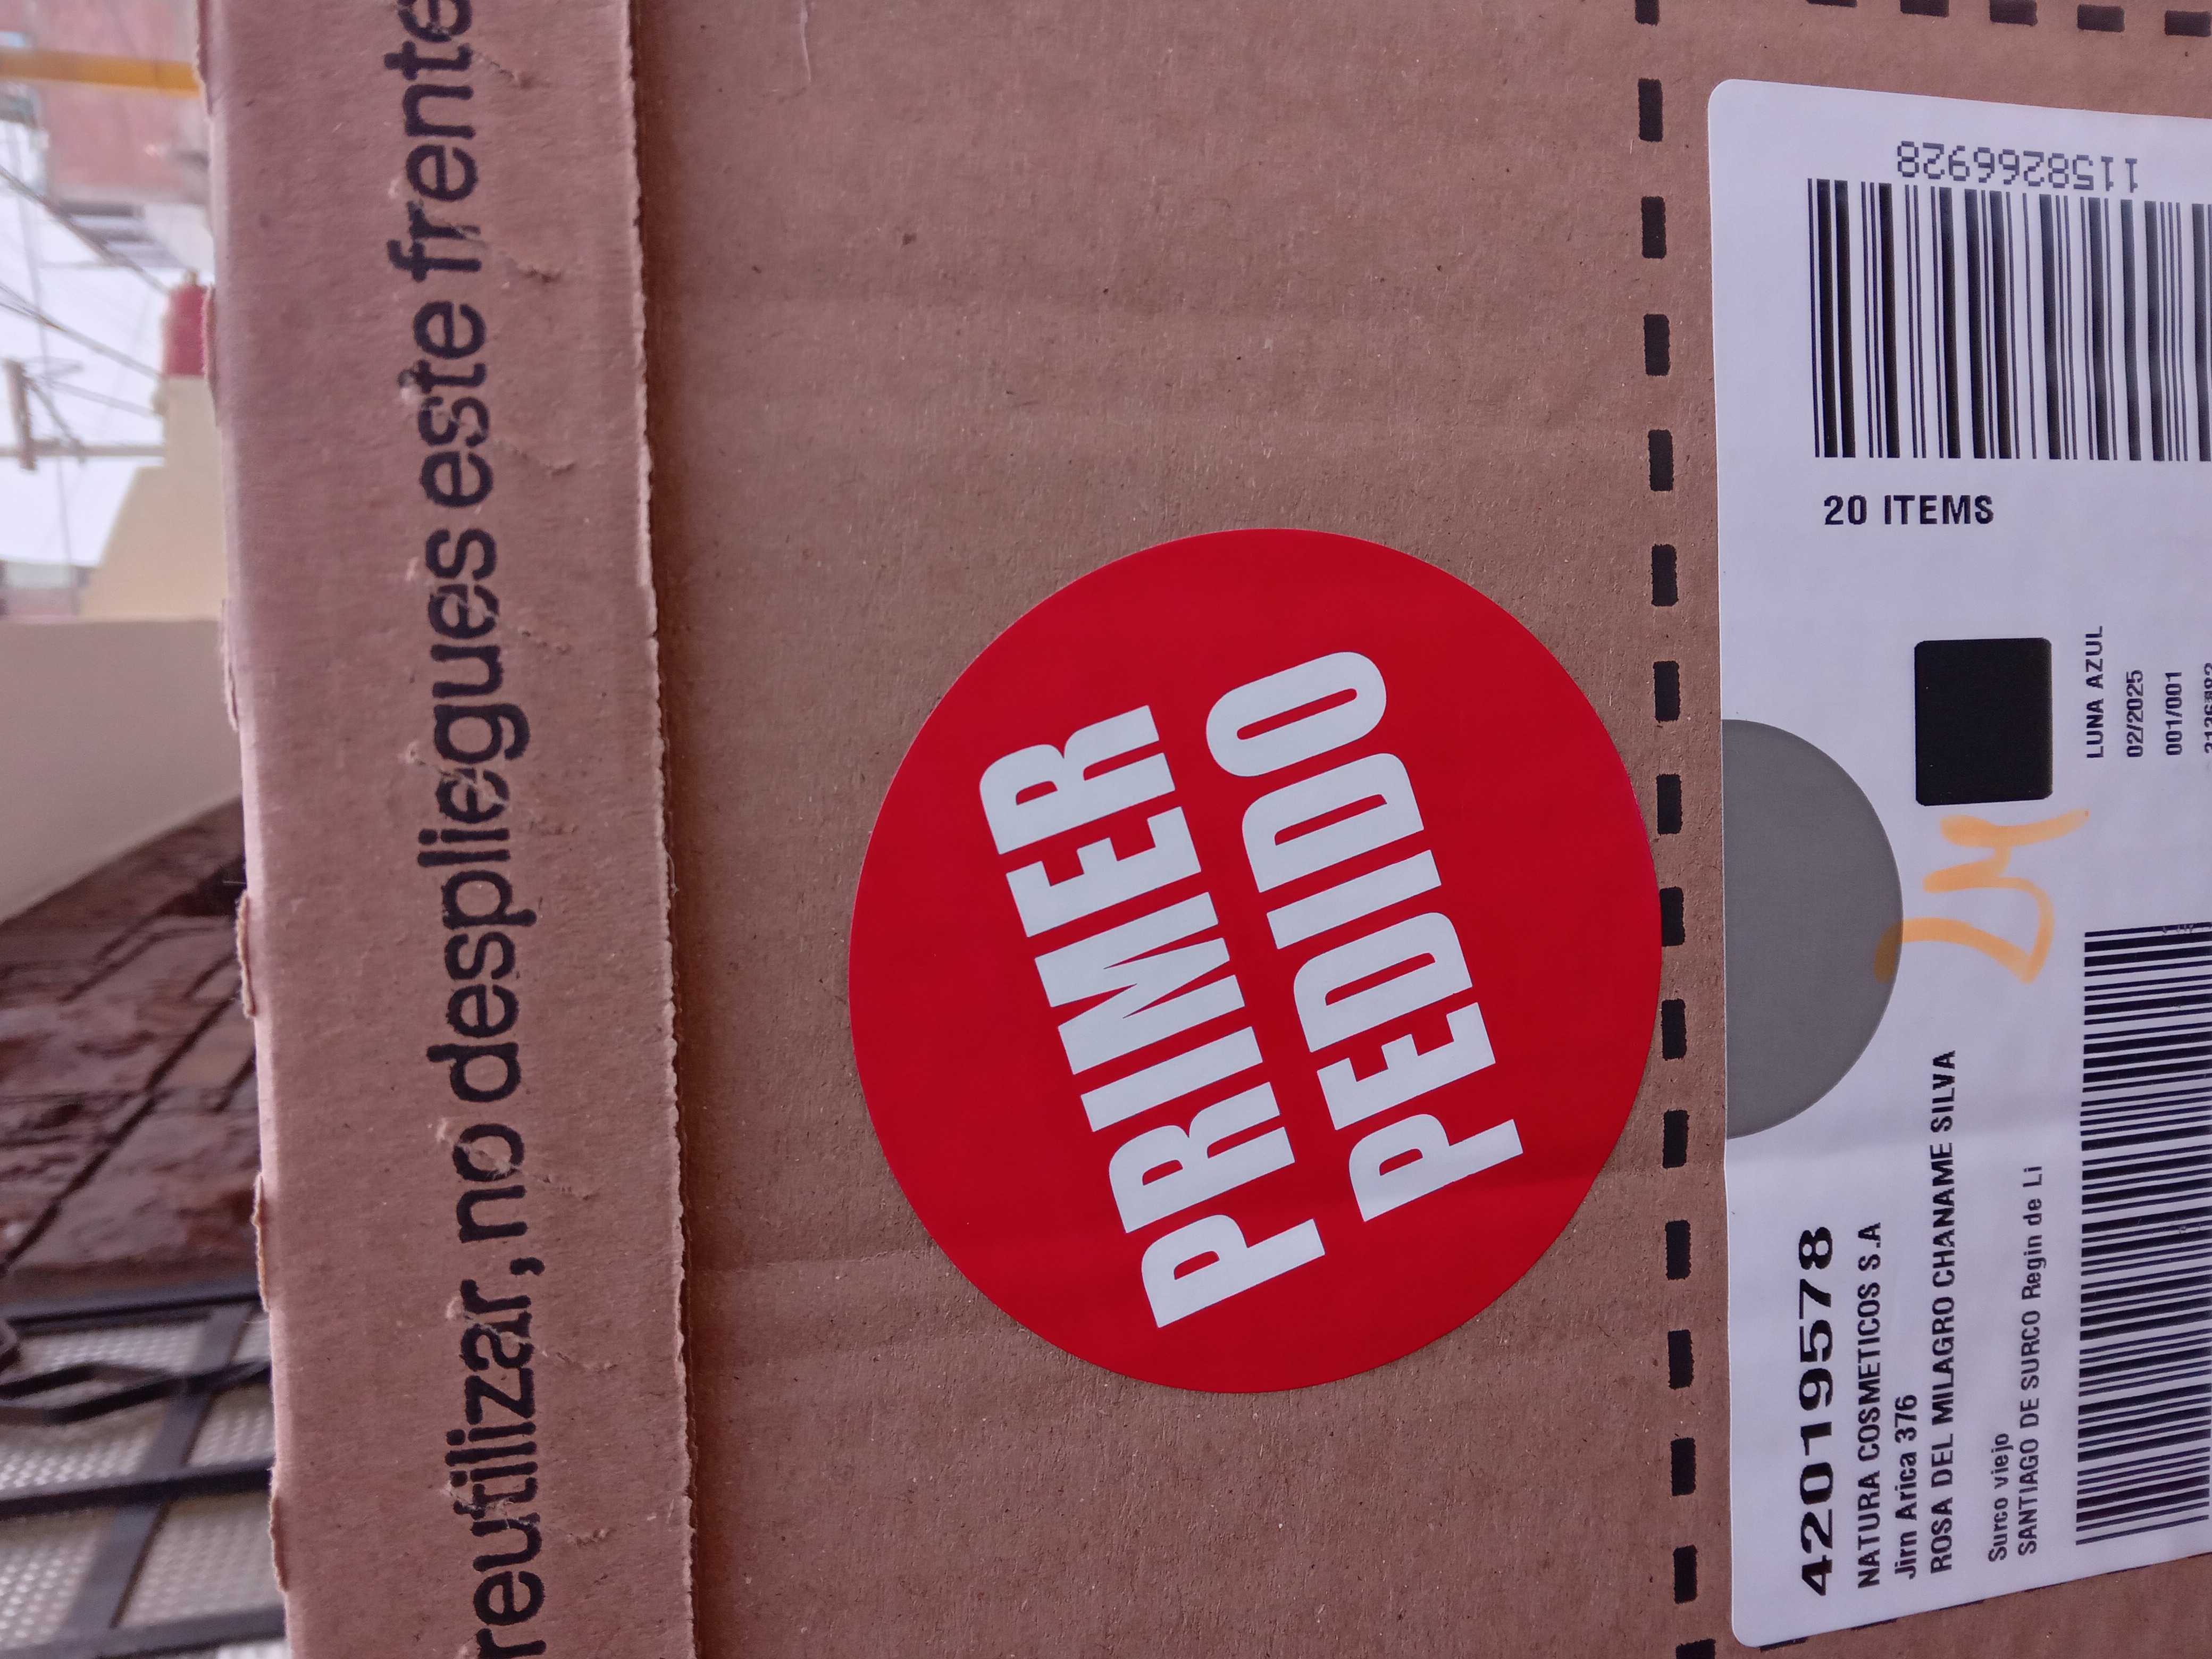 reutilizar, no despliegues este frente
PRIMER
PEDIDO
42019578
NATURA COSMETICOS S.A
Jirn Arica 376
ROSA DEL MILAGRO CHANAME SILVA
Surco viejo
SANTIAGO DE SURCO Regin de Li
1158266928
20 ITEMS
LUNA AZUL
02/2025
001/001